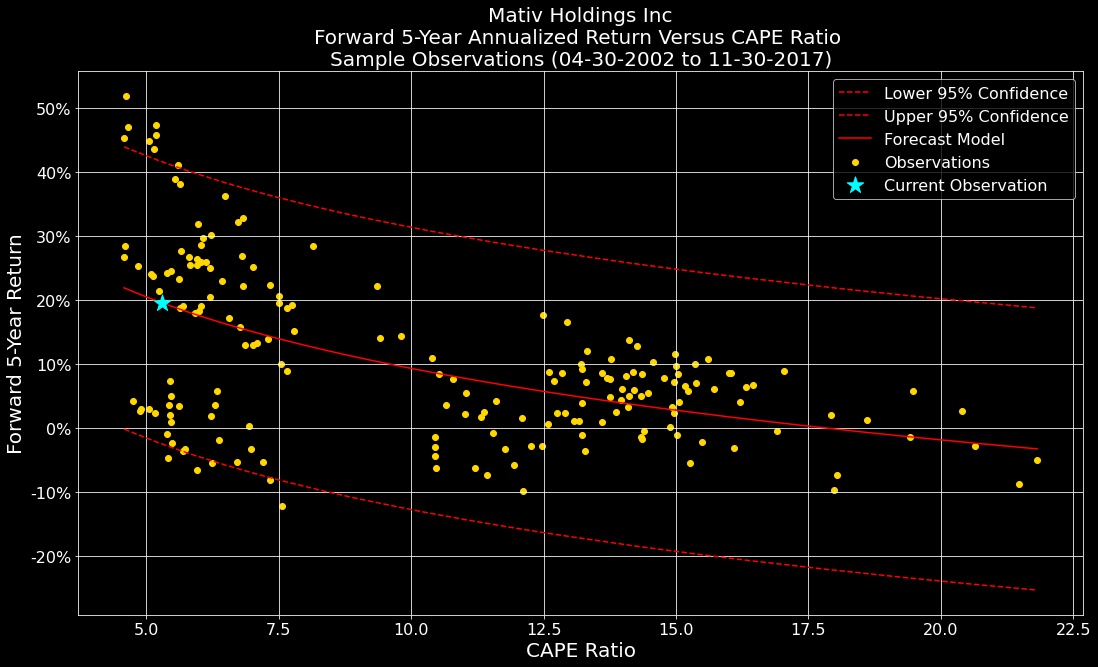 Mativ Holdings Inc
Forward 5-Year Annualized Return Versus CAPE Ratio
Sample Observations (04-30-2002 to 11-30-2017)
Lower 95% Confidence
Upper 95% Confidence
Forecast Model
Observations
Current Observation
Forward 5-Year Return
50%
40%
30%
20%
10%
0%
-10%
-20%
5.0 7.5 10.0 12.5 15.0 17.5 20.0 22.5
CAPE Ratio